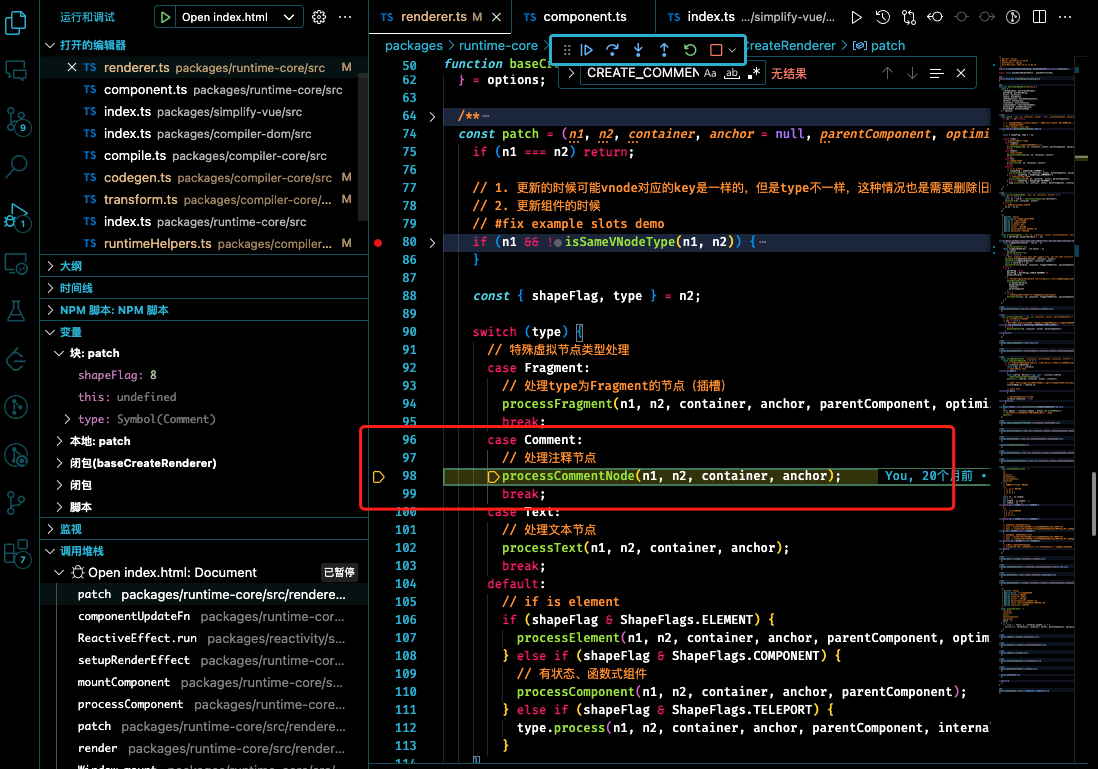 运行和调试
Open index.html
打开的编辑器
TS renderer.ts packages/runtime-core/src M
TS component.ts packages/runtime-core/src
TS index.ts packages/simplify-vue/src
TS index.ts packages/compiler-dom/src
TS compile.ts packages/compiler-core/src
TS codegen.ts packages/compiler-core/src M
TS transform.ts packages/compiler-core/... M
TS index.ts packages/runtime-core/src
TS runtimeHelpers.ts packages/compiler... M
大纲
时间线
NPM 脚本: NPM 脚本
变量
块: patch
shapeFlag: 8
this: undefined
type: Symbol(Comment)
本地: patch
闭包(baseCreateRenderer)
闭包
脚本
监视
调用堆栈
Open index.html: Document 已暂停
patch packages/runtime-core/src/rendere...
componentUpdateFn packages/runtime-cor...
ReactiveEffect.run packages/reactivity/s...
setupRenderEffect packages/runtime-cor...
mountComponent packages/runtime-core/s...
processComponent packages/runtime-core...
patch packages/runtime-core/src/rendere...
render packages/runtime-core/src/render...
9
1
7
TS renderer.ts M
TS component.ts
TS index.ts .../simplify-vue/...
packages > runtime-core
reateRenderer > patch
CREATE_COMMEN Aa ab .* 无结果
50 function baseC
62 } = options;
63
64 /** ...
74 const patch = (n1, n2, container, anchor = null, parentComponent, optimi
75 if (n1 === n2) return;
76
77 // 1. 更新的时候可能vnode对应的key是一样的，但是type不一样，这种情况也是需要删除旧
78 // 2. 更新组件的时候
79 // #fix example slots demo
80 if (n1 && !isSameVNodeType(n1, n2)) { ...
86 }
87
88 const { shapeFlag, type } = n2;
89
90 switch (type) {
91 // 特殊虚拟节点类型处理
92 case Fragment:
93 // 处理type为Fragment的节点（插槽）
94 processFragment(n1, n2, container, anchor, parentComponent, optimi
95 break;
96 case Comment:
97 // 处理注释节点
98 processCommentNode(n1, n2, container, anchor); You, 20个月前 •
99 break;
100 case Text:
101 // 处理文本节点
102 processText(n1, n2, container, anchor);
103 break;
104 default:
105 // if is element
106 if (shapeFlag & ShapeFlags.ELEMENT) {
107 processElement(n1, n2, container, anchor, parentComponent, optim
108 } else if (shapeFlag & ShapeFlags.COMPONENT) {
109 // 有状态、函数式组件
110 processComponent(n1, n2, container, anchor, parentComponent);
111 } else if (shapeFlag & ShapeFlags.TELEPORT) {
112 type.process(n1, n2, container, anchor, parentComponent, interna
113 }
114 }